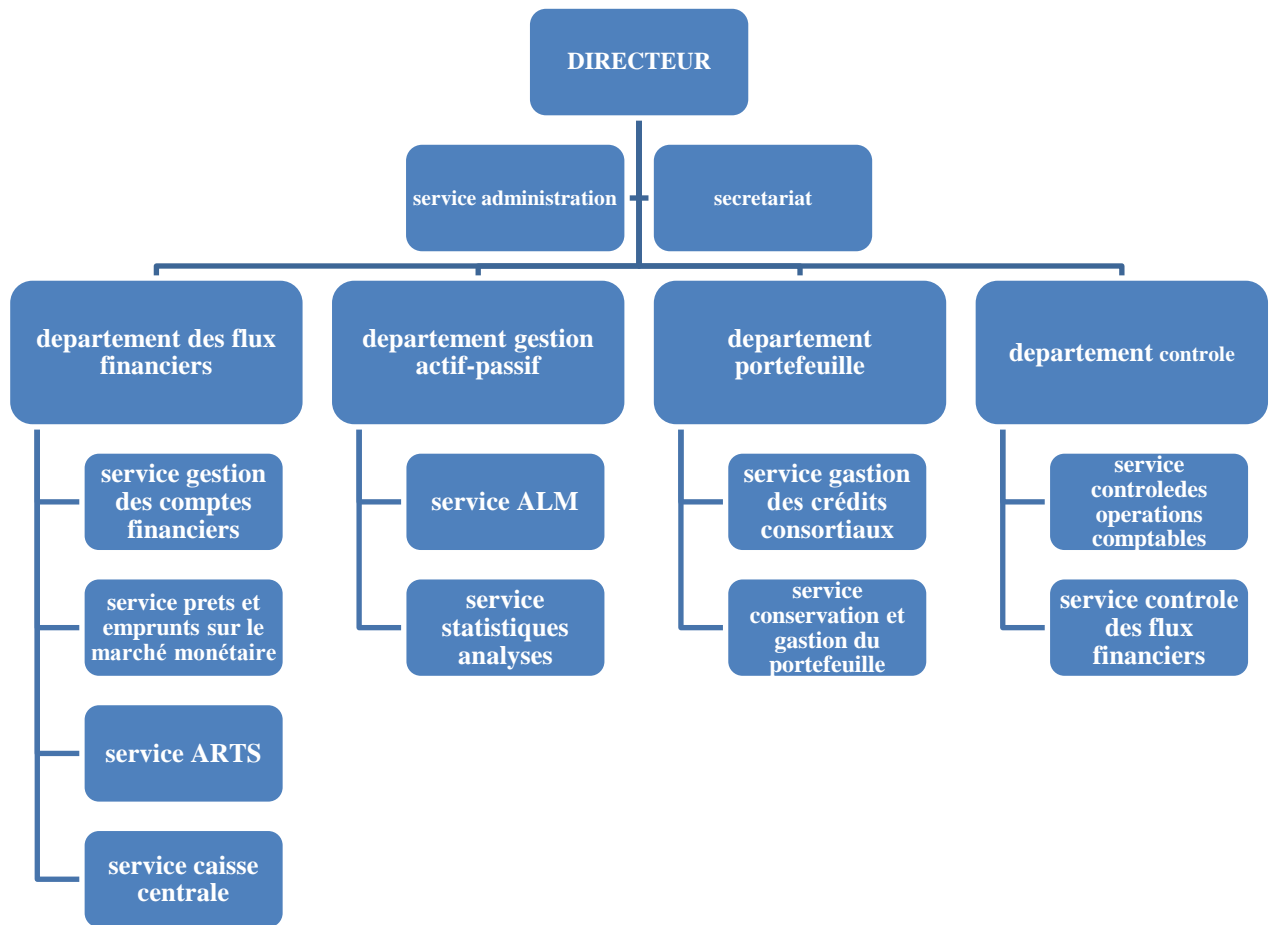 DIRECTEUR
service administration
secretariat
departement des flux
financiers
departement gestion
actif-passif
departement
portefeuille
departement controle
service gestion
des comptes
financiers
service prets et
emprunts sur le
marché monétaire
service ARTS
service caisse
centrale
service ALM
service
statistiques
analyses
service gastion
des crédits
consortiaux
service
conservation et
gastion du
portefeuille
service
controledes
operations
comptables
service controle
des flux
financiers